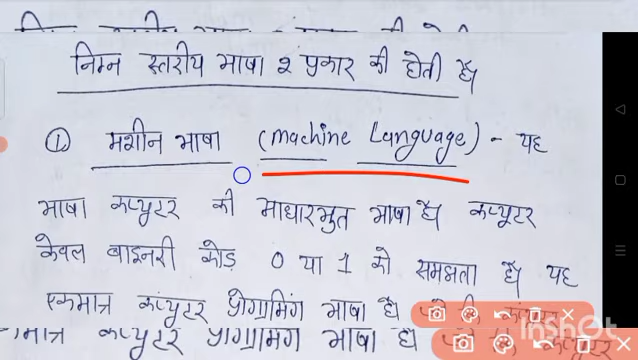 निम्न स्तरीय भाषा 2 प्रकार की होती है
① मशीन भाषा (machine Language) - यह
भाषा कम्प्यूटर की आधारभुत भाषा है कम्प्यूटर
केवल बाइनरी कोड 0 या 1 को समझता है यह
एकमात्र कंप्यूटर प्रोग्रामिंग भाषा है
मात्र कंप्यूटर प्रोग्रामिंग भाषा है
InShOt